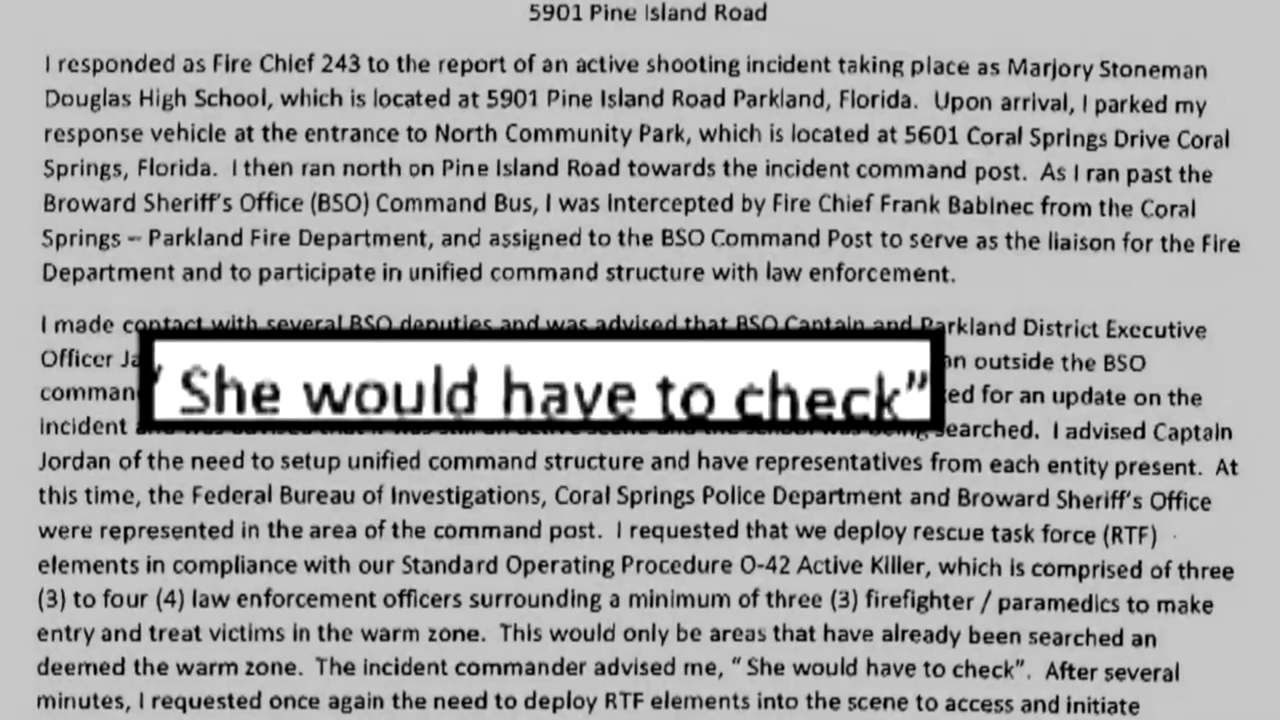 5901 Pine Island Road
I responded as Fire Chief 243 to the report of an active shooting incident taking place as Marjory Stoneman
Douglas High School, which is located at 5901 Pine Island Road Parkland, Florida. Upon arrival, I parked my
response vehicle at the entrance to North Community Park, which is located at 5601 Coral Springs Drive Coral
Springs, Florida. I then ran north on Pine Island Road towards the incident command post. As I ran past the
Broward Sheriff's Office (BSO) Command Bus, I was intercepted by Fire Chief Frank Babinec from the Coral
Springs – Parkland Fire Department, and assigned to the BSO Command Post to serve as the liaison for the Fire
Department and to participate in unified command structure with law enforcement.
I made contact with several BSO deputies and was advised that BSO Captain and Parkland District Executive
Officer outside the BSO
for an update on the
" She would have to check"
incident searched. I advised Captain
Jordan of the need to setup unified command structure and have representatives from each entity present. At
this time, the Federal Bureau of Investigations, Coral Springs Police Department and Broward Sheriff's Office
were represented in the area of the command post. I requested that we deploy rescue task force (RTF)
elements in compliance with our Standard Operating Procedure O-42 Active Killer, which is comprised of three
(3) to four (4) law enforcement officers surrounding a minimum of three (3) firefighter / paramedics to make
entry and treat victims in the warm zone. This would only be areas that have already been searched an
deemed the warm zone. The incident commander advised me, " She would have to check". After several
minutes, I requested once again the need to deploy RTF elements into the scene to access and initiate